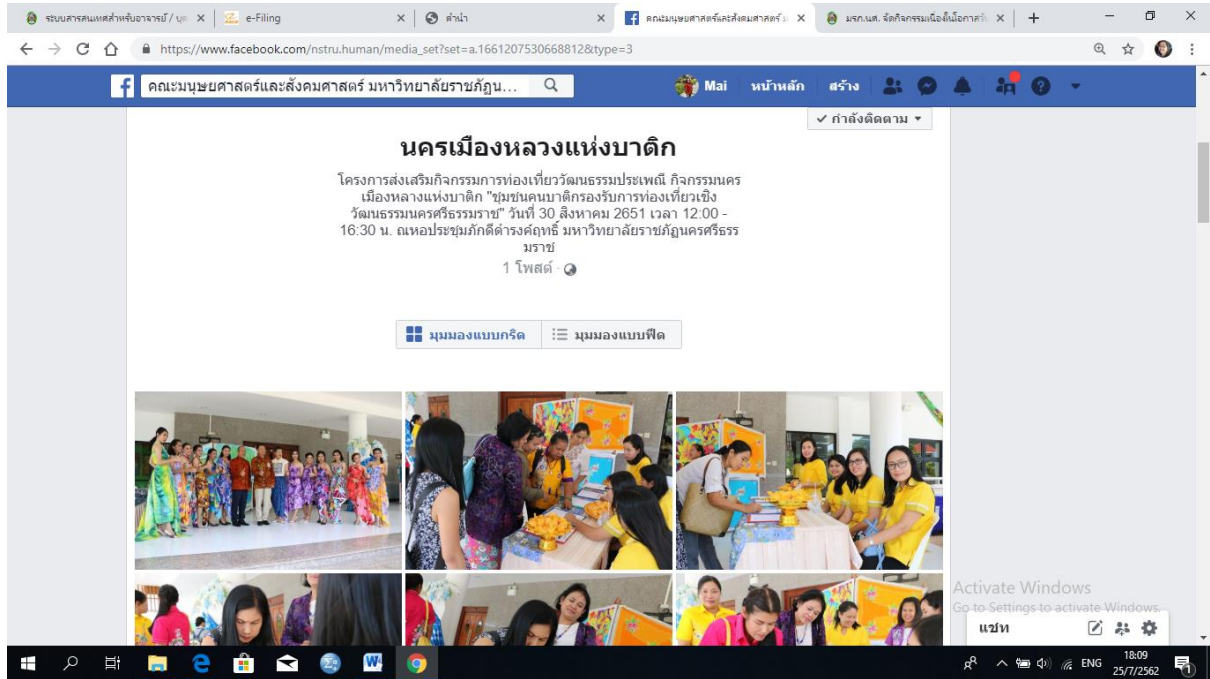 ระบบสารสนเทศสำหรับอาจารย์ / บุค
e-Filing
คำนำ
คณะมนุษยศาสตร์และสังคมศาสตร์ ม
มรภ.นศ. จัดกิจกรรมเนื่องในโอกาสวั
https://www.facebook.com/nstru.human/media_set?set=a.1661207530668812&type=3
คณะมนุษยศาสตร์และสังคมศาสตร์ มหาวิทยาลัยราชภัฏน...
Mai หน้าหลัก สร้าง
กำลังติดตาม
นครเมืองหลวงแห่งบาติก
โครงการส่งเสริมกิจกรรมการท่องเที่ยววัฒนธรรมประเพณี กิจกรรมนคร
เมืองหลางแห่งบาติก "ชุมชนคนบาติกรองรับการท่องเที่ยวเชิง
วัฒนธรรมนครศรีธรรมราช" วันที่ 30 สิงหาคม 2651 เวลา 12:00 -
16:30 น. ณหอประชุมภักดีดำรงค์ฤทธิ์ มหาวิทยาลัยราชภัฏนครศรีธรร
มราช
1 โพสต์ ·
มุมมองแบบกริด
มุมมองแบบฟีด
Activate Windows
Go to Settings to activate Windows.
แชท
ENG
18:09
25/7/2562